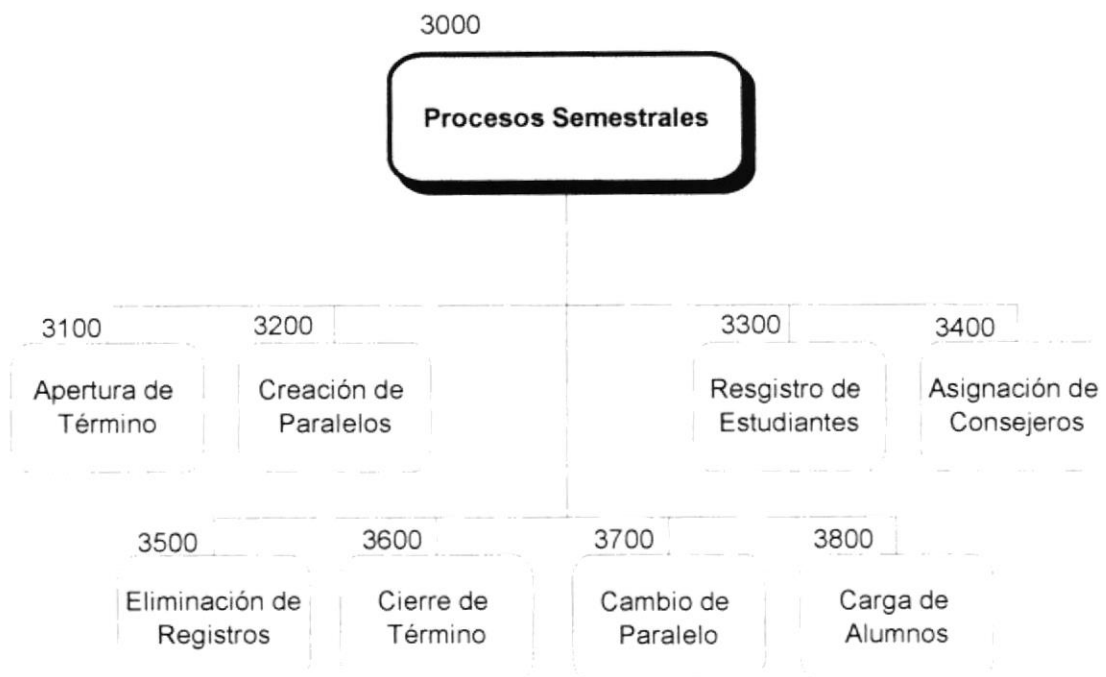 3000
Procesos Semestrales
3100
Apertura de
Término
3200
Creación de
Paralelos
3300
Resgistro de
Estudiantes
3400
Asignación de
Consejeros
3500
Eliminación de
Registros
3600
Cierre de
Término
3700
Cambio de
Paralelo
3800
Carga de
Alumnos